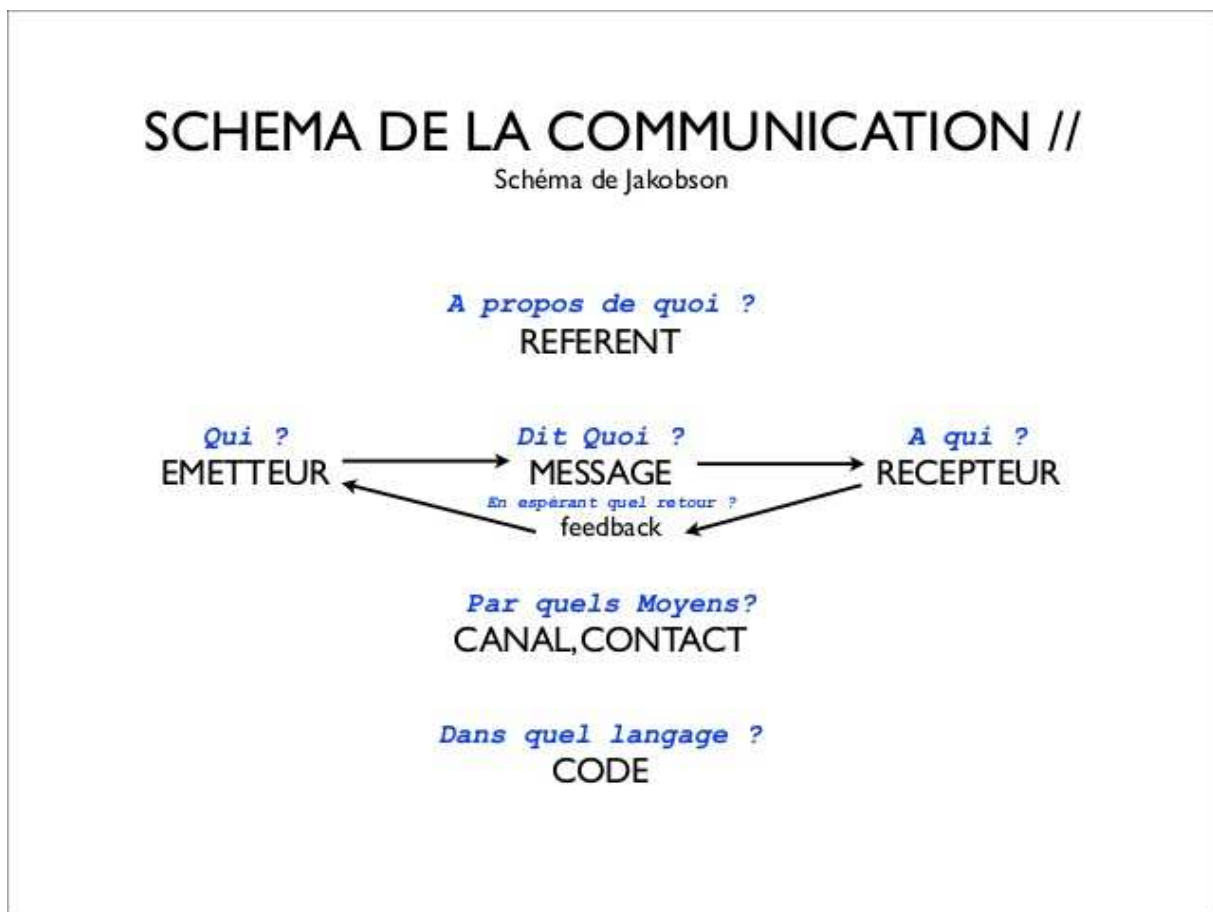 SCHEMA DE LA COMMUNICATION //
Schéma de Jakobson
A propos de quoi ?
REFERENT
Qui ?
EMETTEUR
Dit Quoi ?
MESSAGE
A qui ?
RECEPTEUR
En espérant quel retour ?
feedback
Par quels Moyens?
CANAL,CONTACT
Dans quel langage ?
CODE